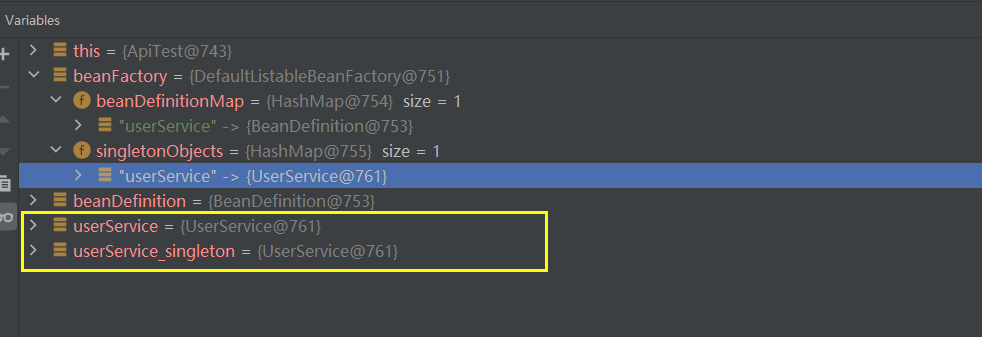 Variables
this = {ApiTest@743}
beanFactory = {DefaultListableBeanFactory@751}
f beanDefinitionMap = {HashMap@754} size = 1
"userService" -> {BeanDefinition@753}
f singletonObjects = {HashMap@755} size = 1
"userService" -> {UserService@761}
beanDefinition = {BeanDefinition@753}
userService = {UserService@761}
userService_singleton = {UserService@761}